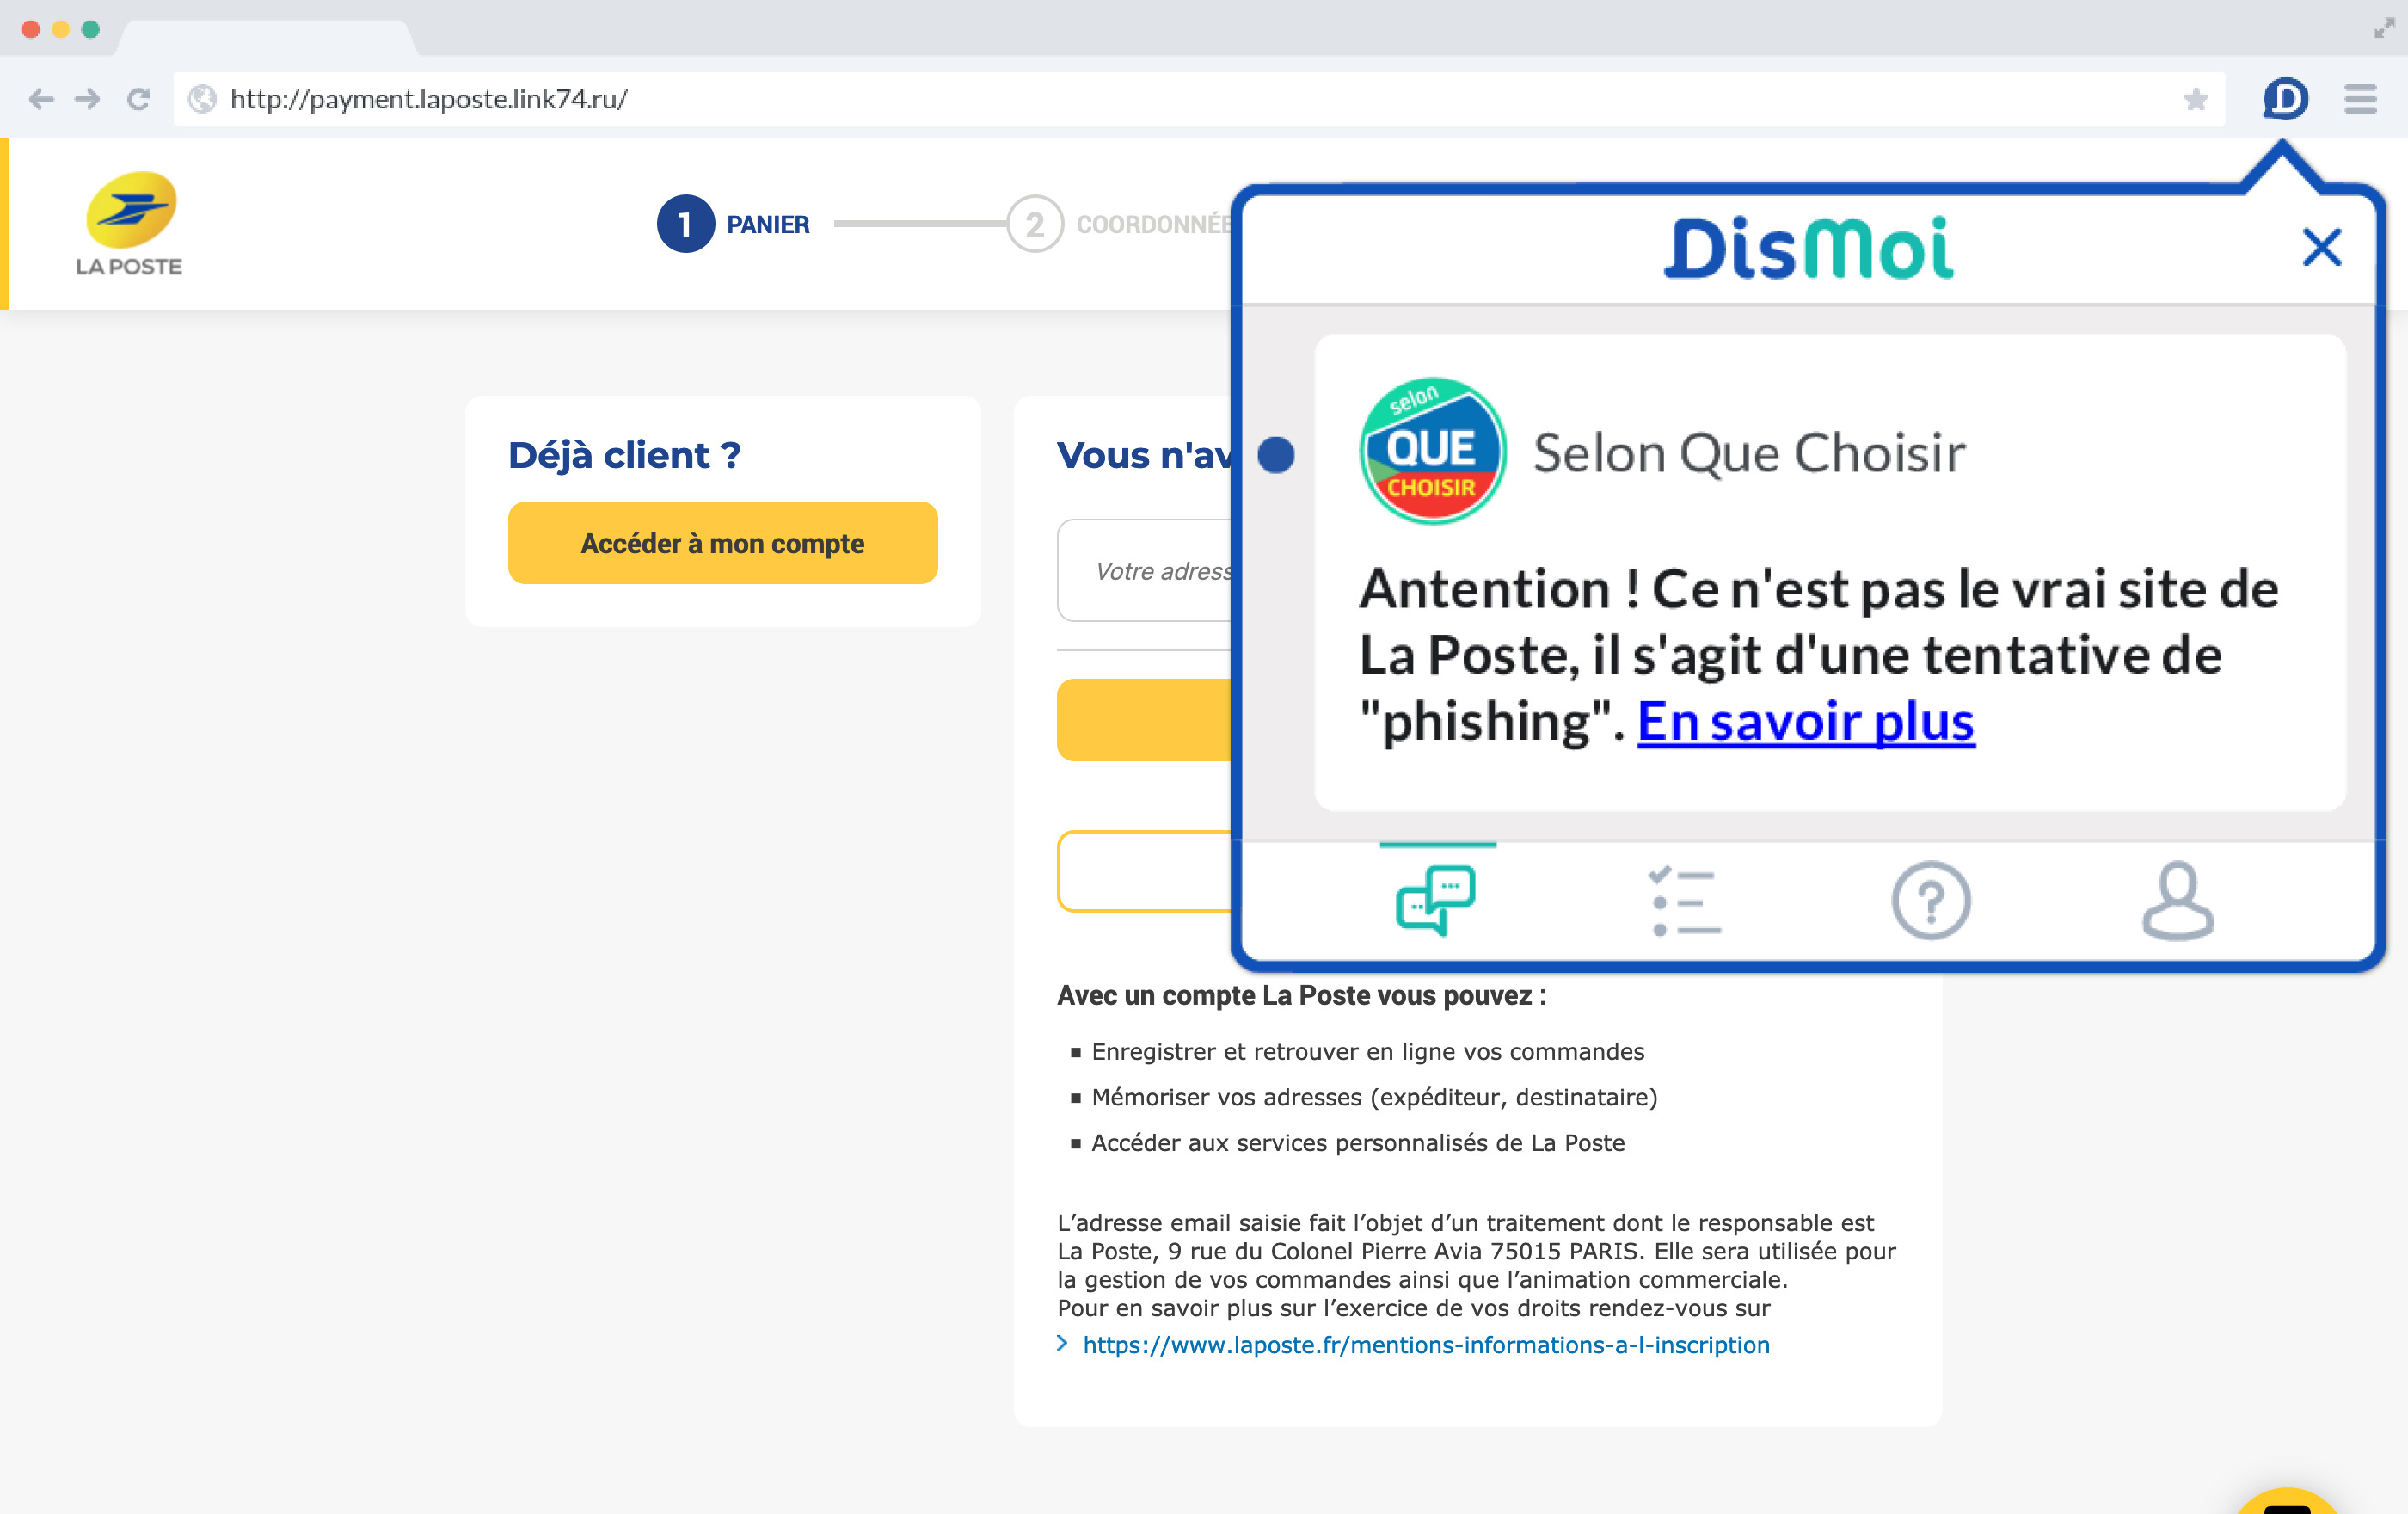 http://payment.laposte.link74.ru/
D
LA POSTE
1 PANIER
2 COORDONNÉE
DisMoi
Déjà client ?
Accéder à mon compte
Vous n'av
Votre adress
selon
QUE
CHOISIR
Selon Que Choisir
Antention ! Ce n'est pas le vrai site de
La Poste, il s'agit d'une tentative de
"phishing". En savoir plus
?
Avec un compte La Poste vous pouvez :
▪ Enregistrer et retrouver en ligne vos commandes
▪ Mémoriser vos adresses (expéditeur, destinataire)
▪ Accéder aux services personnalisés de La Poste
L’adresse email saisie fait l’objet d’un traitement dont le responsable est
La Poste, 9 rue du Colonel Pierre Avia 75015 PARIS. Elle sera utilisée pour
la gestion de vos commandes ainsi que l’animation commerciale.
Pour en savoir plus sur l’exercice de vos droits rendez-vous sur
https://www.laposte.fr/mentions-informations-a-l-inscription